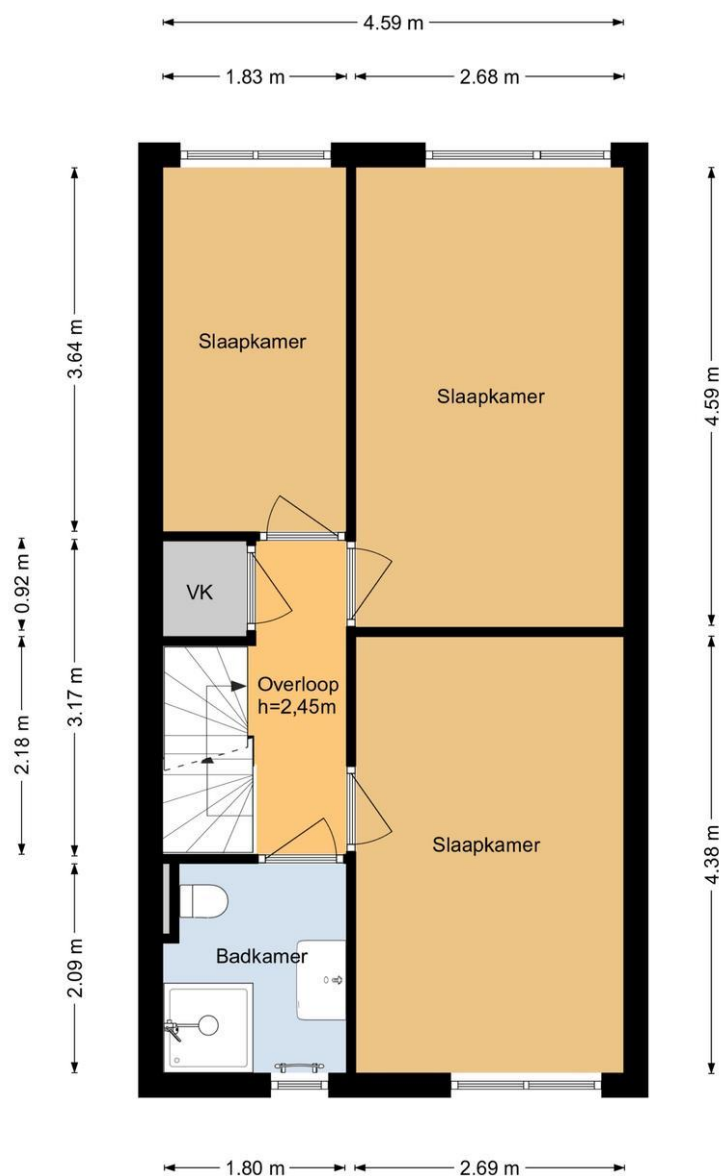 4.59 m
1.83 m
2.68 m
3.64 m
Slaapkamer
Slaapkamer
4.59 m
0.92 m
VK
3.17 m
2.18 m
Overloop
h=2,45m
Slaapkamer
4.38 m
2.09 m
Badkamer
1.80 m
2.69 m